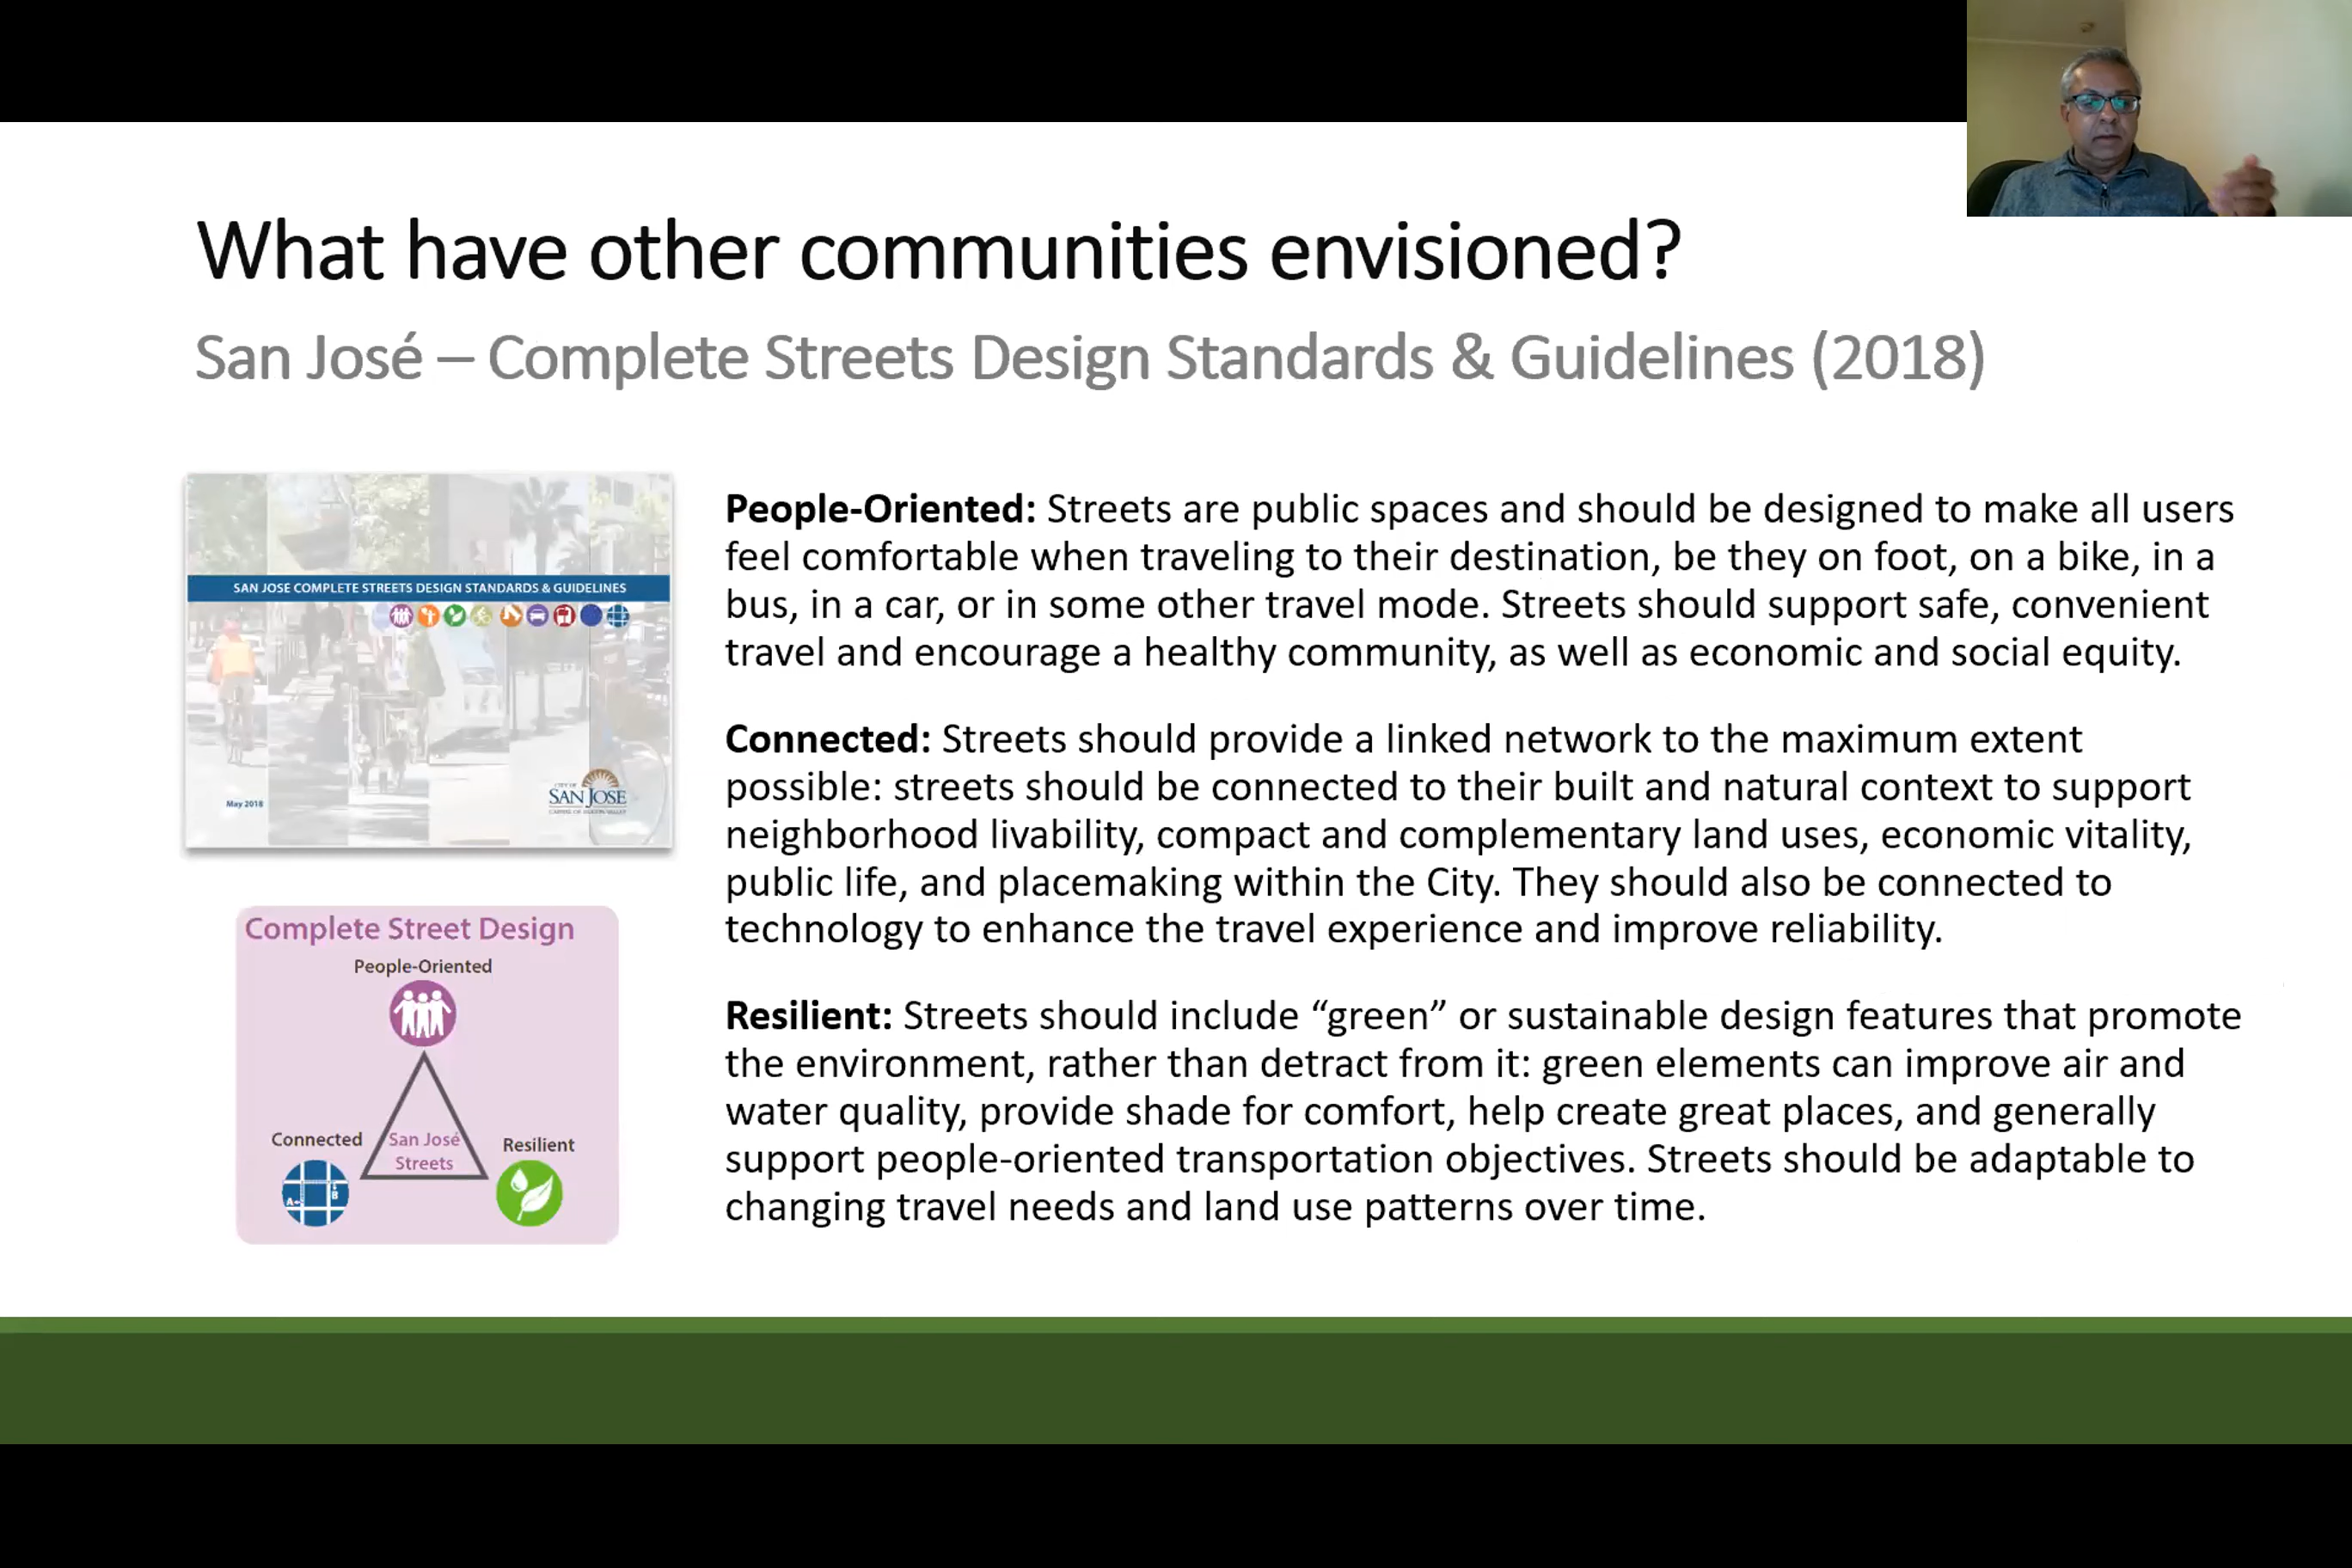 What have other communities envisioned?
San José – Complete Streets Design Standards & Guidelines (2018)
SAN JOSE COMPLETE STREETS DESIGN STANDARDS & GUIDELINES
May 2018
CITY OF
SAN JOSE
CAPITAL OF SILICON VALLEY
Complete Street Design
People-Oriented
Connected
San José
Streets
Resilient
A
B
People-Oriented: Streets are public spaces and should be designed to make all users
feel comfortable when traveling to their destination, be they on foot, on a bike, in a
bus, in a car, or in some other travel mode. Streets should support safe, convenient
travel and encourage a healthy community, as well as economic and social equity.
Connected: Streets should provide a linked network to the maximum extent
possible: streets should be connected to their built and natural context to support
neighborhood livability, compact and complementary land uses, economic vitality,
public life, and placemaking within the City. They should also be connected to
technology to enhance the travel experience and improve reliability.
Resilient: Streets should include “green” or sustainable design features that promote
the environment, rather than detract from it: green elements can improve air and
water quality, provide shade for comfort, help create great places, and generally
support people-oriented transportation objectives. Streets should be adaptable to
changing travel needs and land use patterns over time.